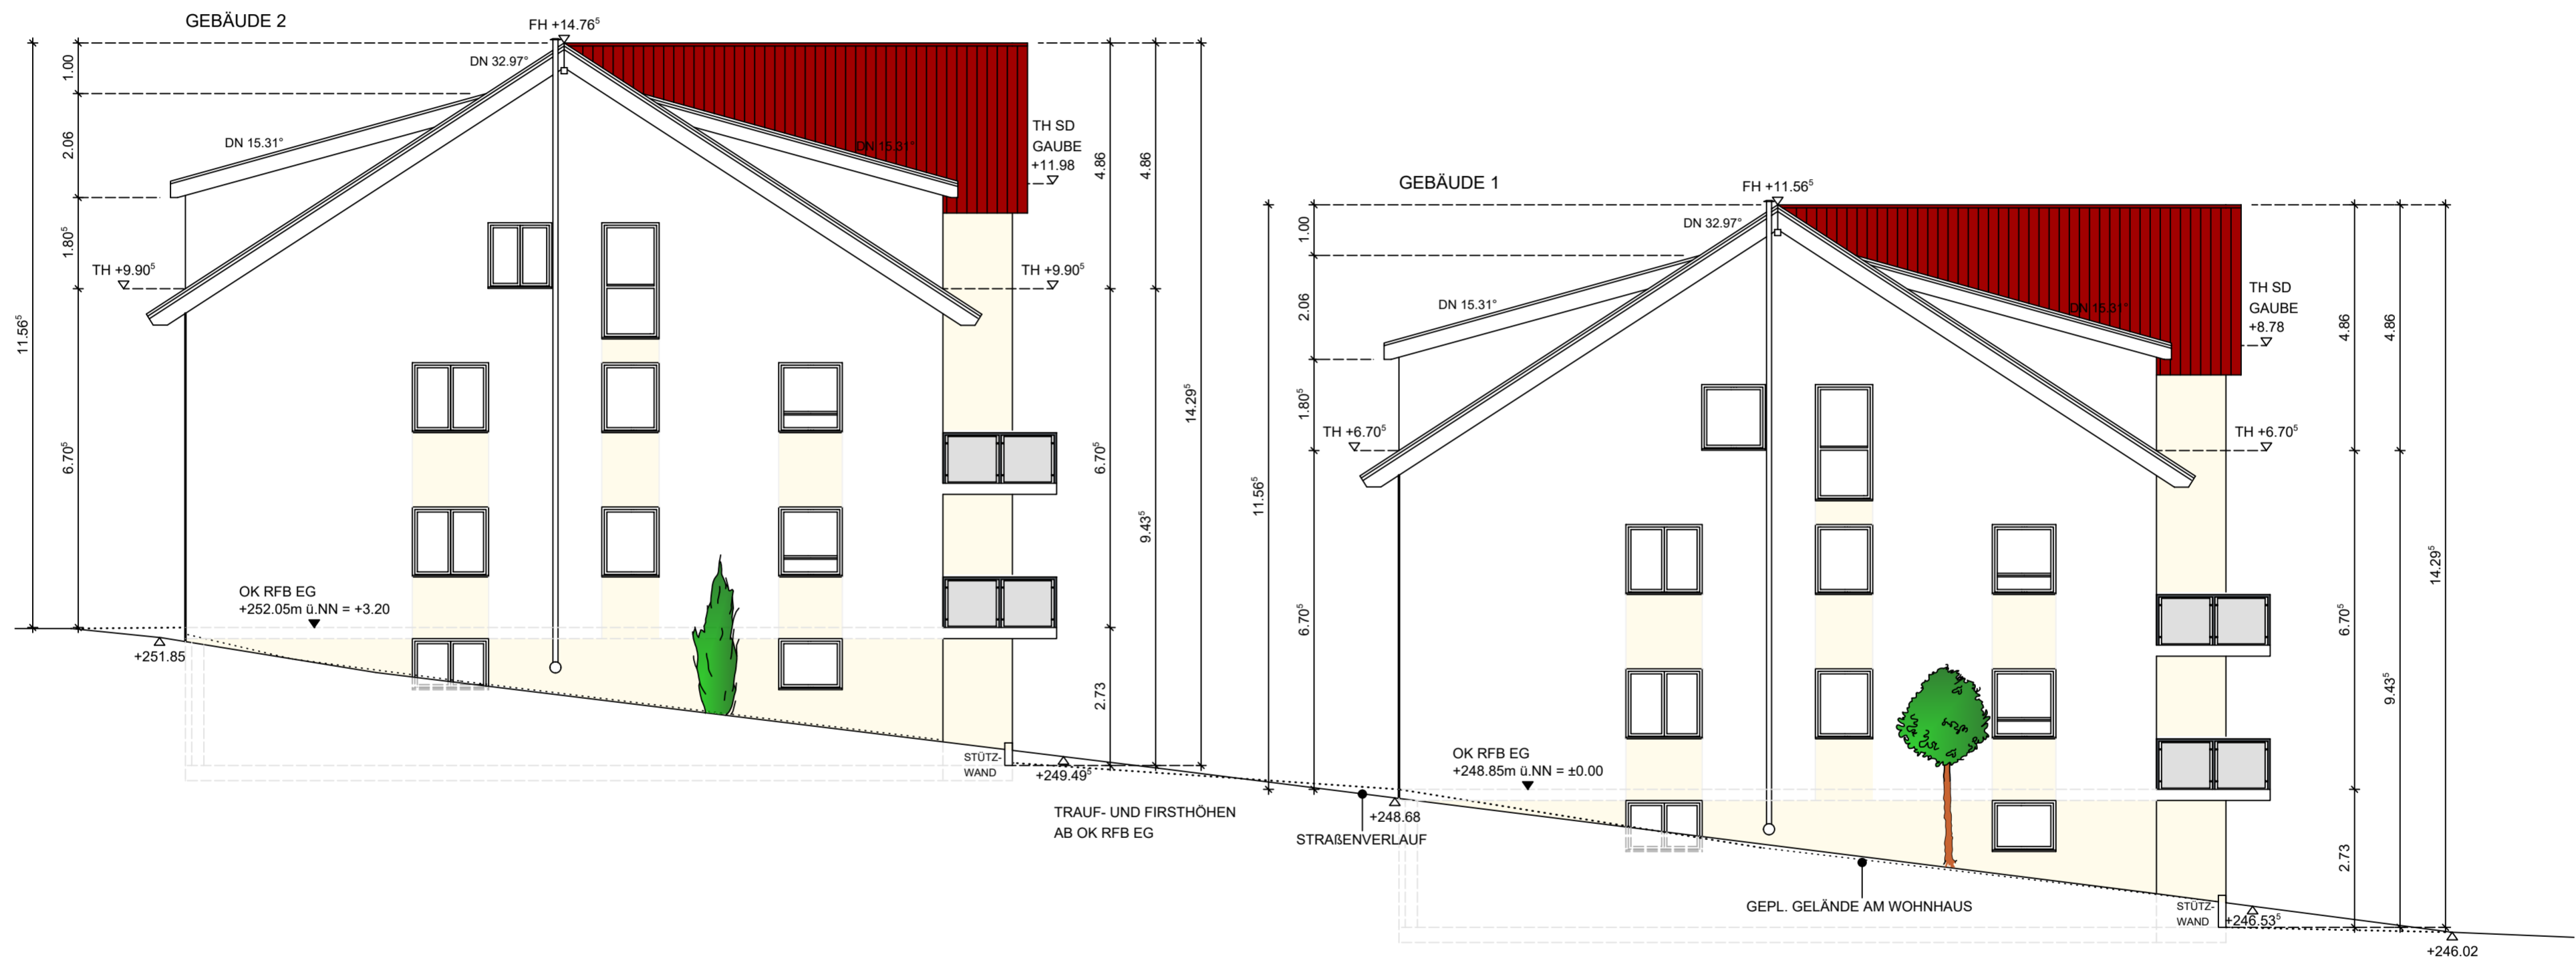 GEBÄUDE 2
FH +14.76⁵
DN 32.97°
DN 15.31°
DN 15.31°
TH SD
GAUBE
+11.98
TH +9.90⁵
TH +9.90⁵
1.00
2.06
1.80⁵
6.70⁵
11.56⁵
4.86
4.86
6.70⁵
9.43⁵
14.29⁵
2.73
OK RFB EG
+252.05m ü.NN = +3.20
+251.85
STÜTZ-
WAND
+249.49⁵
TRAUF- UND FIRSTHÖHEN
AB OK RFB EG
GEBÄUDE 1
FH +11.56⁵
DN 32.97°
DN 15.31°
DN 15.31°
TH SD
GAUBE
+8.78
TH +6.70⁵
TH +6.70⁵
1.00
2.06
1.80⁵
6.70⁵
11.56⁵
4.86
4.86
6.70⁵
9.43⁵
14.29⁵
2.73
OK RFB EG
+248.85m ü.NN = ±0.00
+248.68
STRAßENVERLAUF
GEPL. GELÄNDE AM WOHNHAUS
STÜTZ-
WAND
+246.53⁵
+246.02